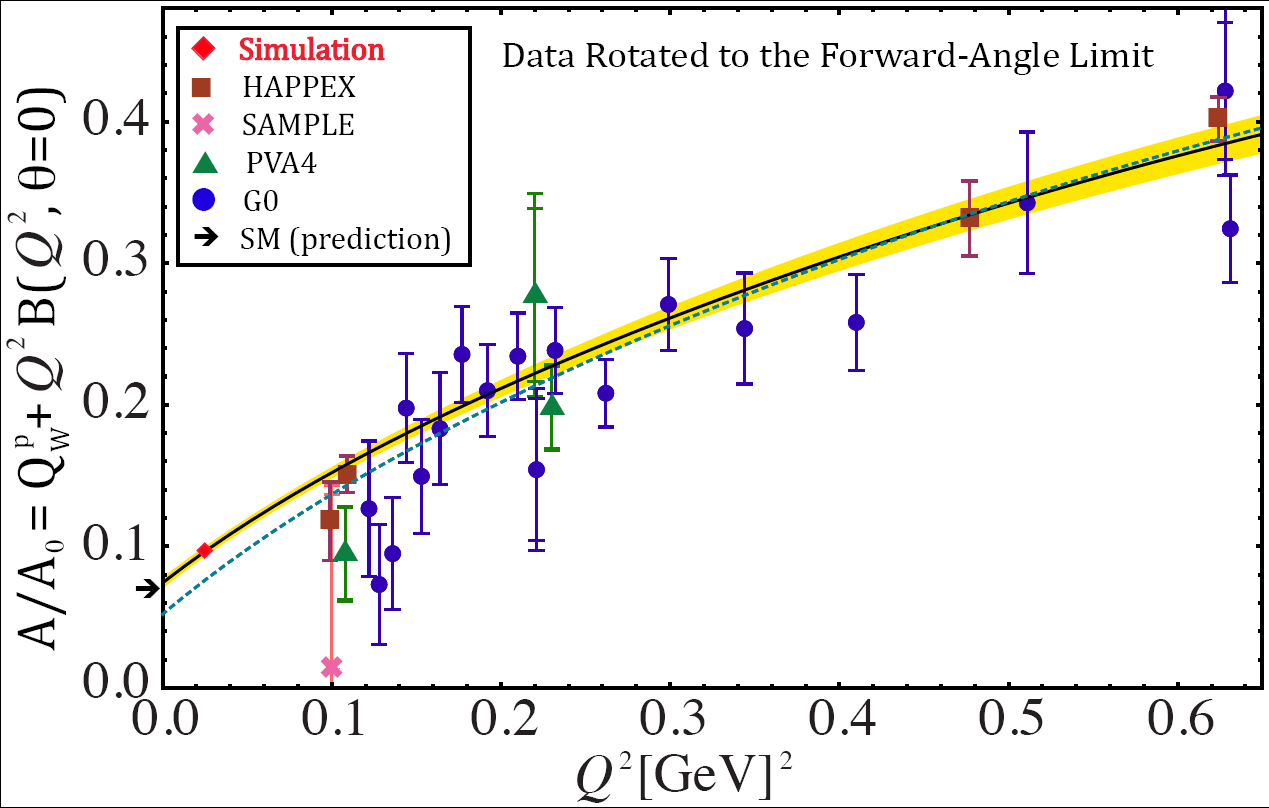 Data Rotated to the Forward-Angle Limit
Simulation
HAPPEX
SAMPLE
PVA4
G0
SM (prediction)
A/A₀ = Qᵖ_W + Q² B(Q², θ=0)
0.4
0.3
0.2
0.1
0.0
0.0 0.1 0.2 0.3 0.4 0.5 0.6
Q² [GeV]²